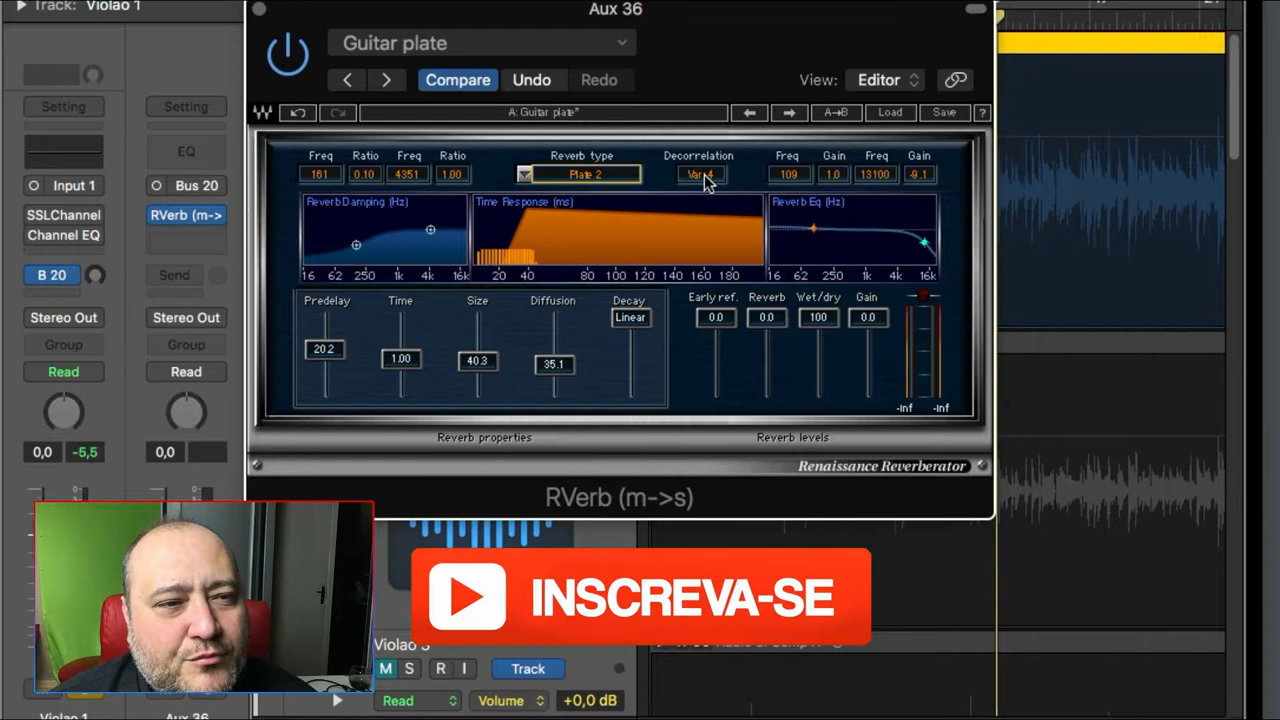 Track: Violao 1
Aux 36
Guitar plate
Compare
Undo
Redo
View:
Editor
A: Guitar plate*
A→B
Load
Save
?
Setting
Setting
EQ
Input 1
Bus 20
SSLChannel
Channel EQ
RVerb (m->
B 20
Send
Stereo Out
Stereo Out
Group
Group
Read
Read
0,0
-5,5
0,0
Freq
Ratio
Freq
Ratio
Reverb type
Decorrelation
Freq
Gain
Freq
Gain
161
0.10
4351
1.00
Plate 2
109
1.0
13100
-9.1
Reverb Damping (Hz)
Time Response (ms)
Reverb Eq (Hz)
16 62 250 1k 4k 16k
20 40 80 100 120 140 160 180
16 62 250 1k 4k 16k
Predelay
Time
Size
Diffusion
Decay
Early ref.
Reverb
Wet/dry
Gain
20.2
1.00
40.3
35.1
Linear
0.0
0.0
100
0.0
-Inf
-Inf
Reverb properties
Reverb levels
Renaissance Reverberator
RVerb (m->s)
INSCREVA-SE
Violao
M
S
R
I
Track
Read
Volume
+0,0 dB
Violao 1
Aux 36